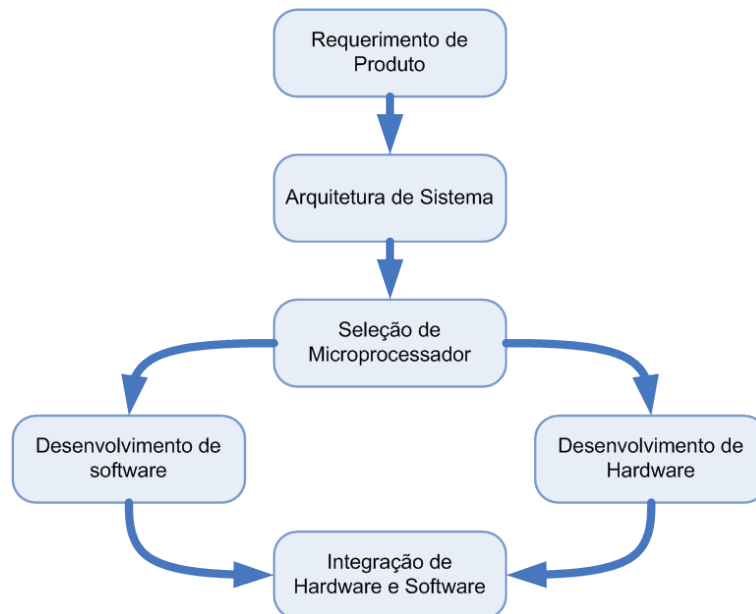 Requerimento de
Produto
Arquitetura de Sistema
Seleção de
Microprocessador
Desenvolvimento de
software
Desenvolvimento de
Hardware
Integração de
Hardware e Software